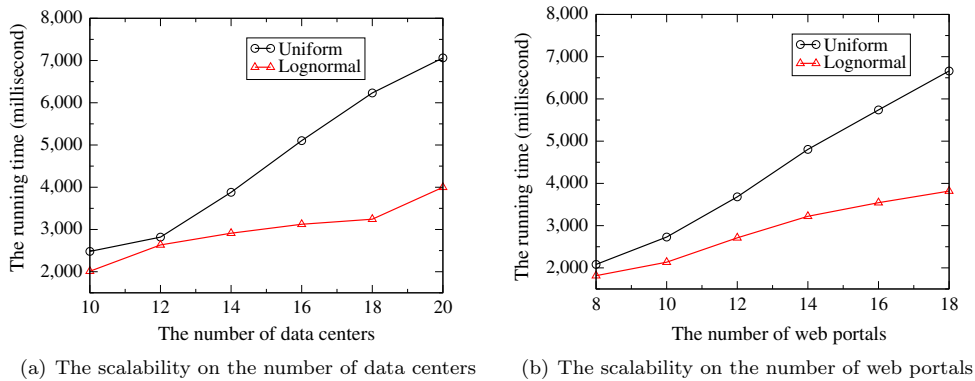 8,000
7,000
6,000
5,000
4,000
3,000
2,000
The running time (millisecond)
Uniform
Lognormal
10 12 14 16 18 20
The number of data centers
(a) The scalability on the number of data centers
8,000
7,000
6,000
5,000
4,000
3,000
2,000
The running time (millisecond)
Uniform
Lognormal
8 10 12 14 16 18
The number of web portals
(b) The scalability on the number of web portals